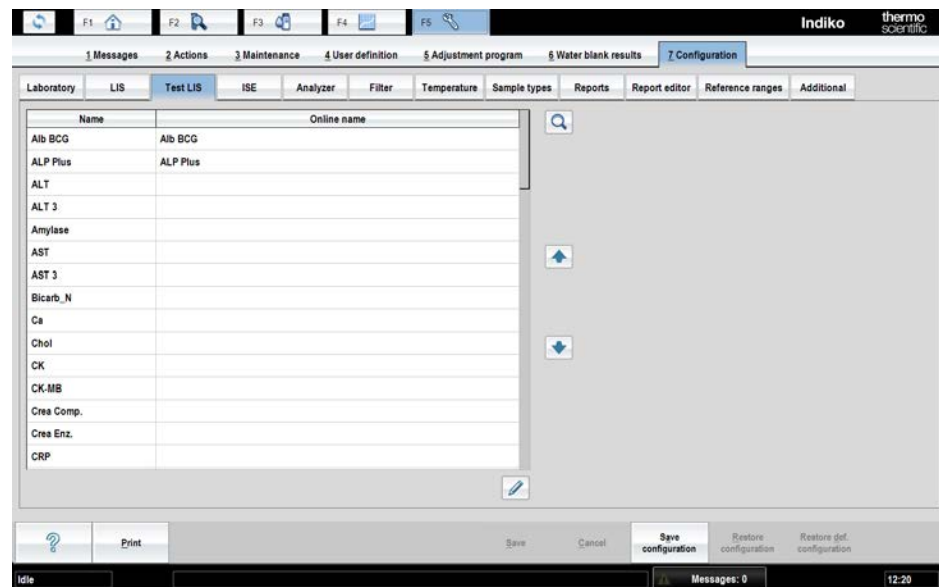 F1 F2 F3 F4 F5 Indiko thermo scientific
1 Messages 2 Actions 3 Maintenance 4 User definition 5 Adjustment program 6 Water blank results 7 Configuration
Laboratory LIS Test LIS ISE Analyzer Filter Temperature Sample types Reports Report editor Reference ranges Additional
Name Online name
Alb BCG Alb BCG
ALP Plus ALP Plus
ALT
ALT 3
Amylase
AST
AST 3
Bicarb_N
Ca
Chol
CK
CK-MB
Crea Comp.
Crea Enz.
CRP
? Print Save Cancel Save configuration Restore configuration Restore def. configuration
Idle Messages: 0 12:20